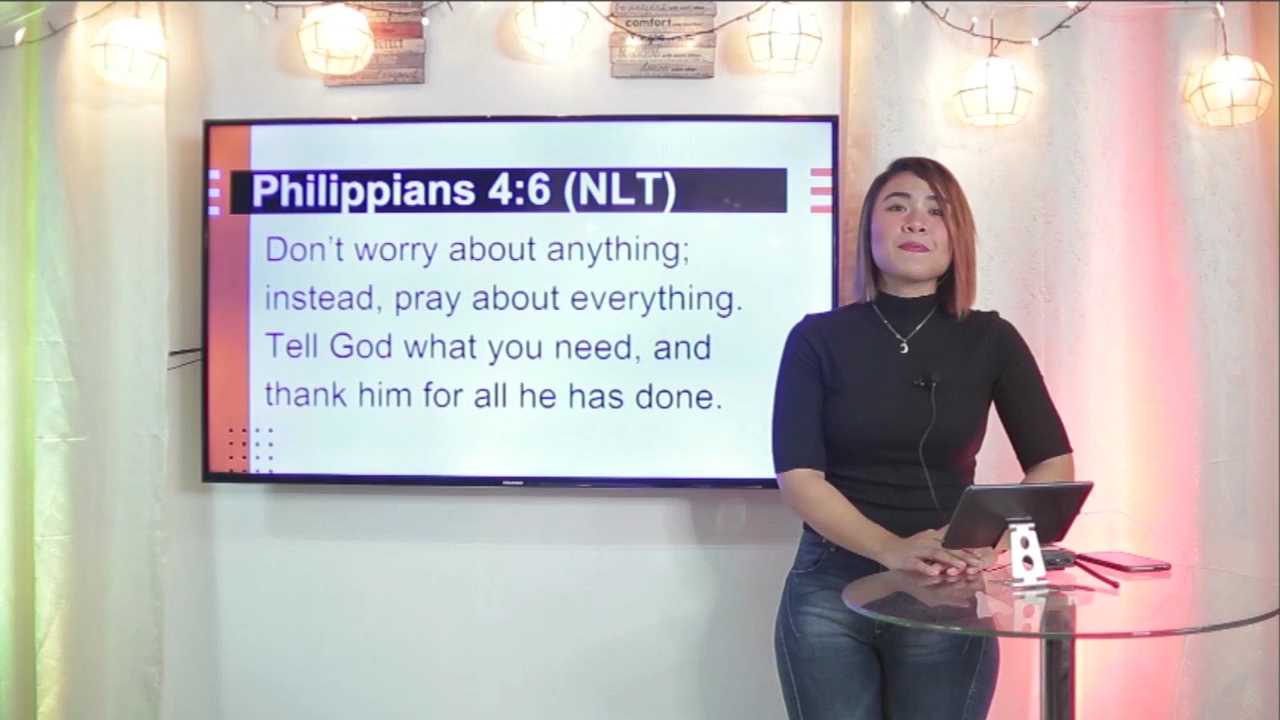 comfort
Philippians 4:6 (NLT)
Don't worry about anything;
instead, pray about everything.
Tell God what you need, and
thank him for all he has done.